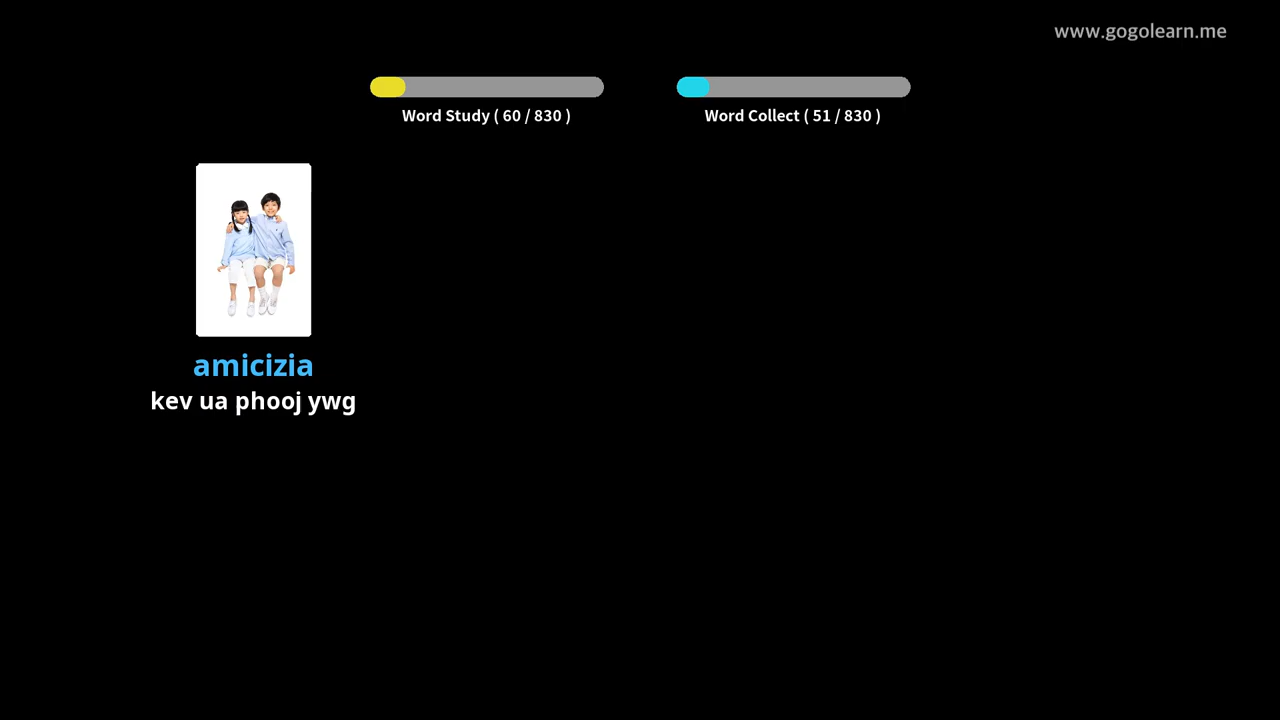 www.gogolearn.me
Word Study ( 60 / 830 )
Word Collect ( 51 / 830 )
amicizia
kev ua phooj ywg